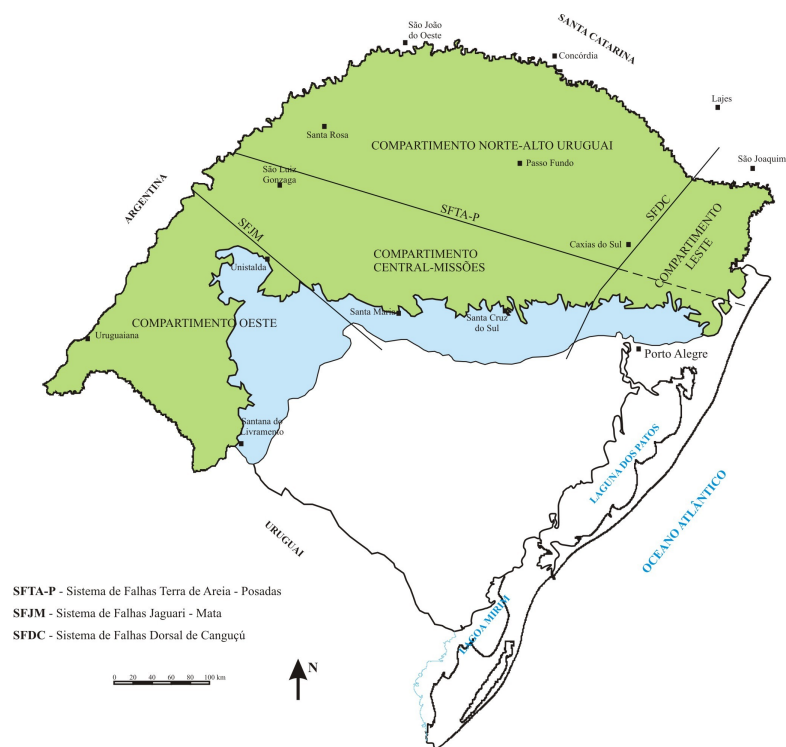 São João
do Oeste
SANTA CATARINA
Concórdia
Lajes
Santa Rosa
COMPARTIMENTO NORTE-ALTO URUGUAI
Passo Fundo
São Joaquim
São Luiz
Gonzaga
ARGENTINA
SFTA-P
SFDC
SFJM
Caxias do Sul
COMPARTIMENTO
LESTE
COMPARTIMENTO
CENTRAL-MISSÕES
Unistalda
Santa Maria
Santa Cruz
do Sul
COMPARTIMENTO OESTE
Uruguaiana
Porto Alegre
Santana do
Livramento
LAGUNA DOS PATOS
OCEANO ATLÂNTICO
URUGUAI
SFTA-P - Sistema de Falhas Terra de Areia - Posadas
SFJM - Sistema de Falhas Jaguari - Mata
SFDC - Sistema de Falhas Dorsal de Canguçú
LAGOA MIRIM
N
0 20 40 60 80 100 km